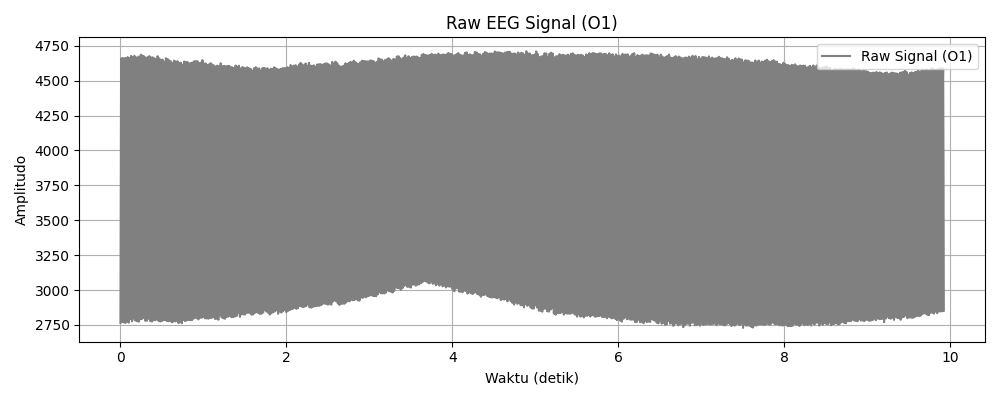 Raw EEG Signal (O1)
Raw Signal (O1)
4750
4500
4250
4000
3750
3500
3250
3000
2750
Amplitudo
0 2 4 6 8 10
Waktu (detik)